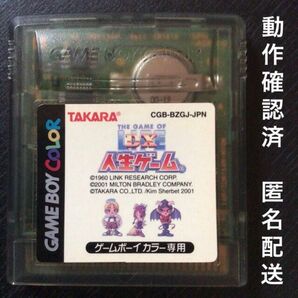 GAME
TAKARA
CGB-BZGJ-JPN
THE GAME OF
DX
人生ゲーム
©1960 LINK RESEARCH CORP.
©2001 MILTON BRADLEY COMPANY.
©TAKARA CO.,LTD./Kim Sherbet 2001
ゲームボーイカラー専用
GAME BOY COLOR
動作確認済 匿名配送